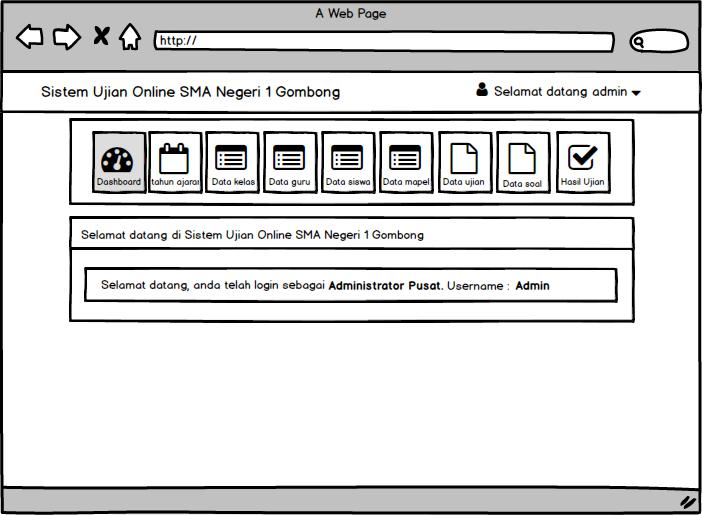 A Web Page
http://
Sistem Ujian Online SMA Negeri 1 Gombong
Selamat datang admin
Dashboard
tahun ajaran
Data kelas
Data guru
Data siswa
Data mapel
Data ujian
Data soal
Hasil Ujian
Selamat datang di Sistem Ujian Online SMA Negeri 1 Gombong
Selamat datang, anda telah login sebagai Administrator Pusat. Username : Admin